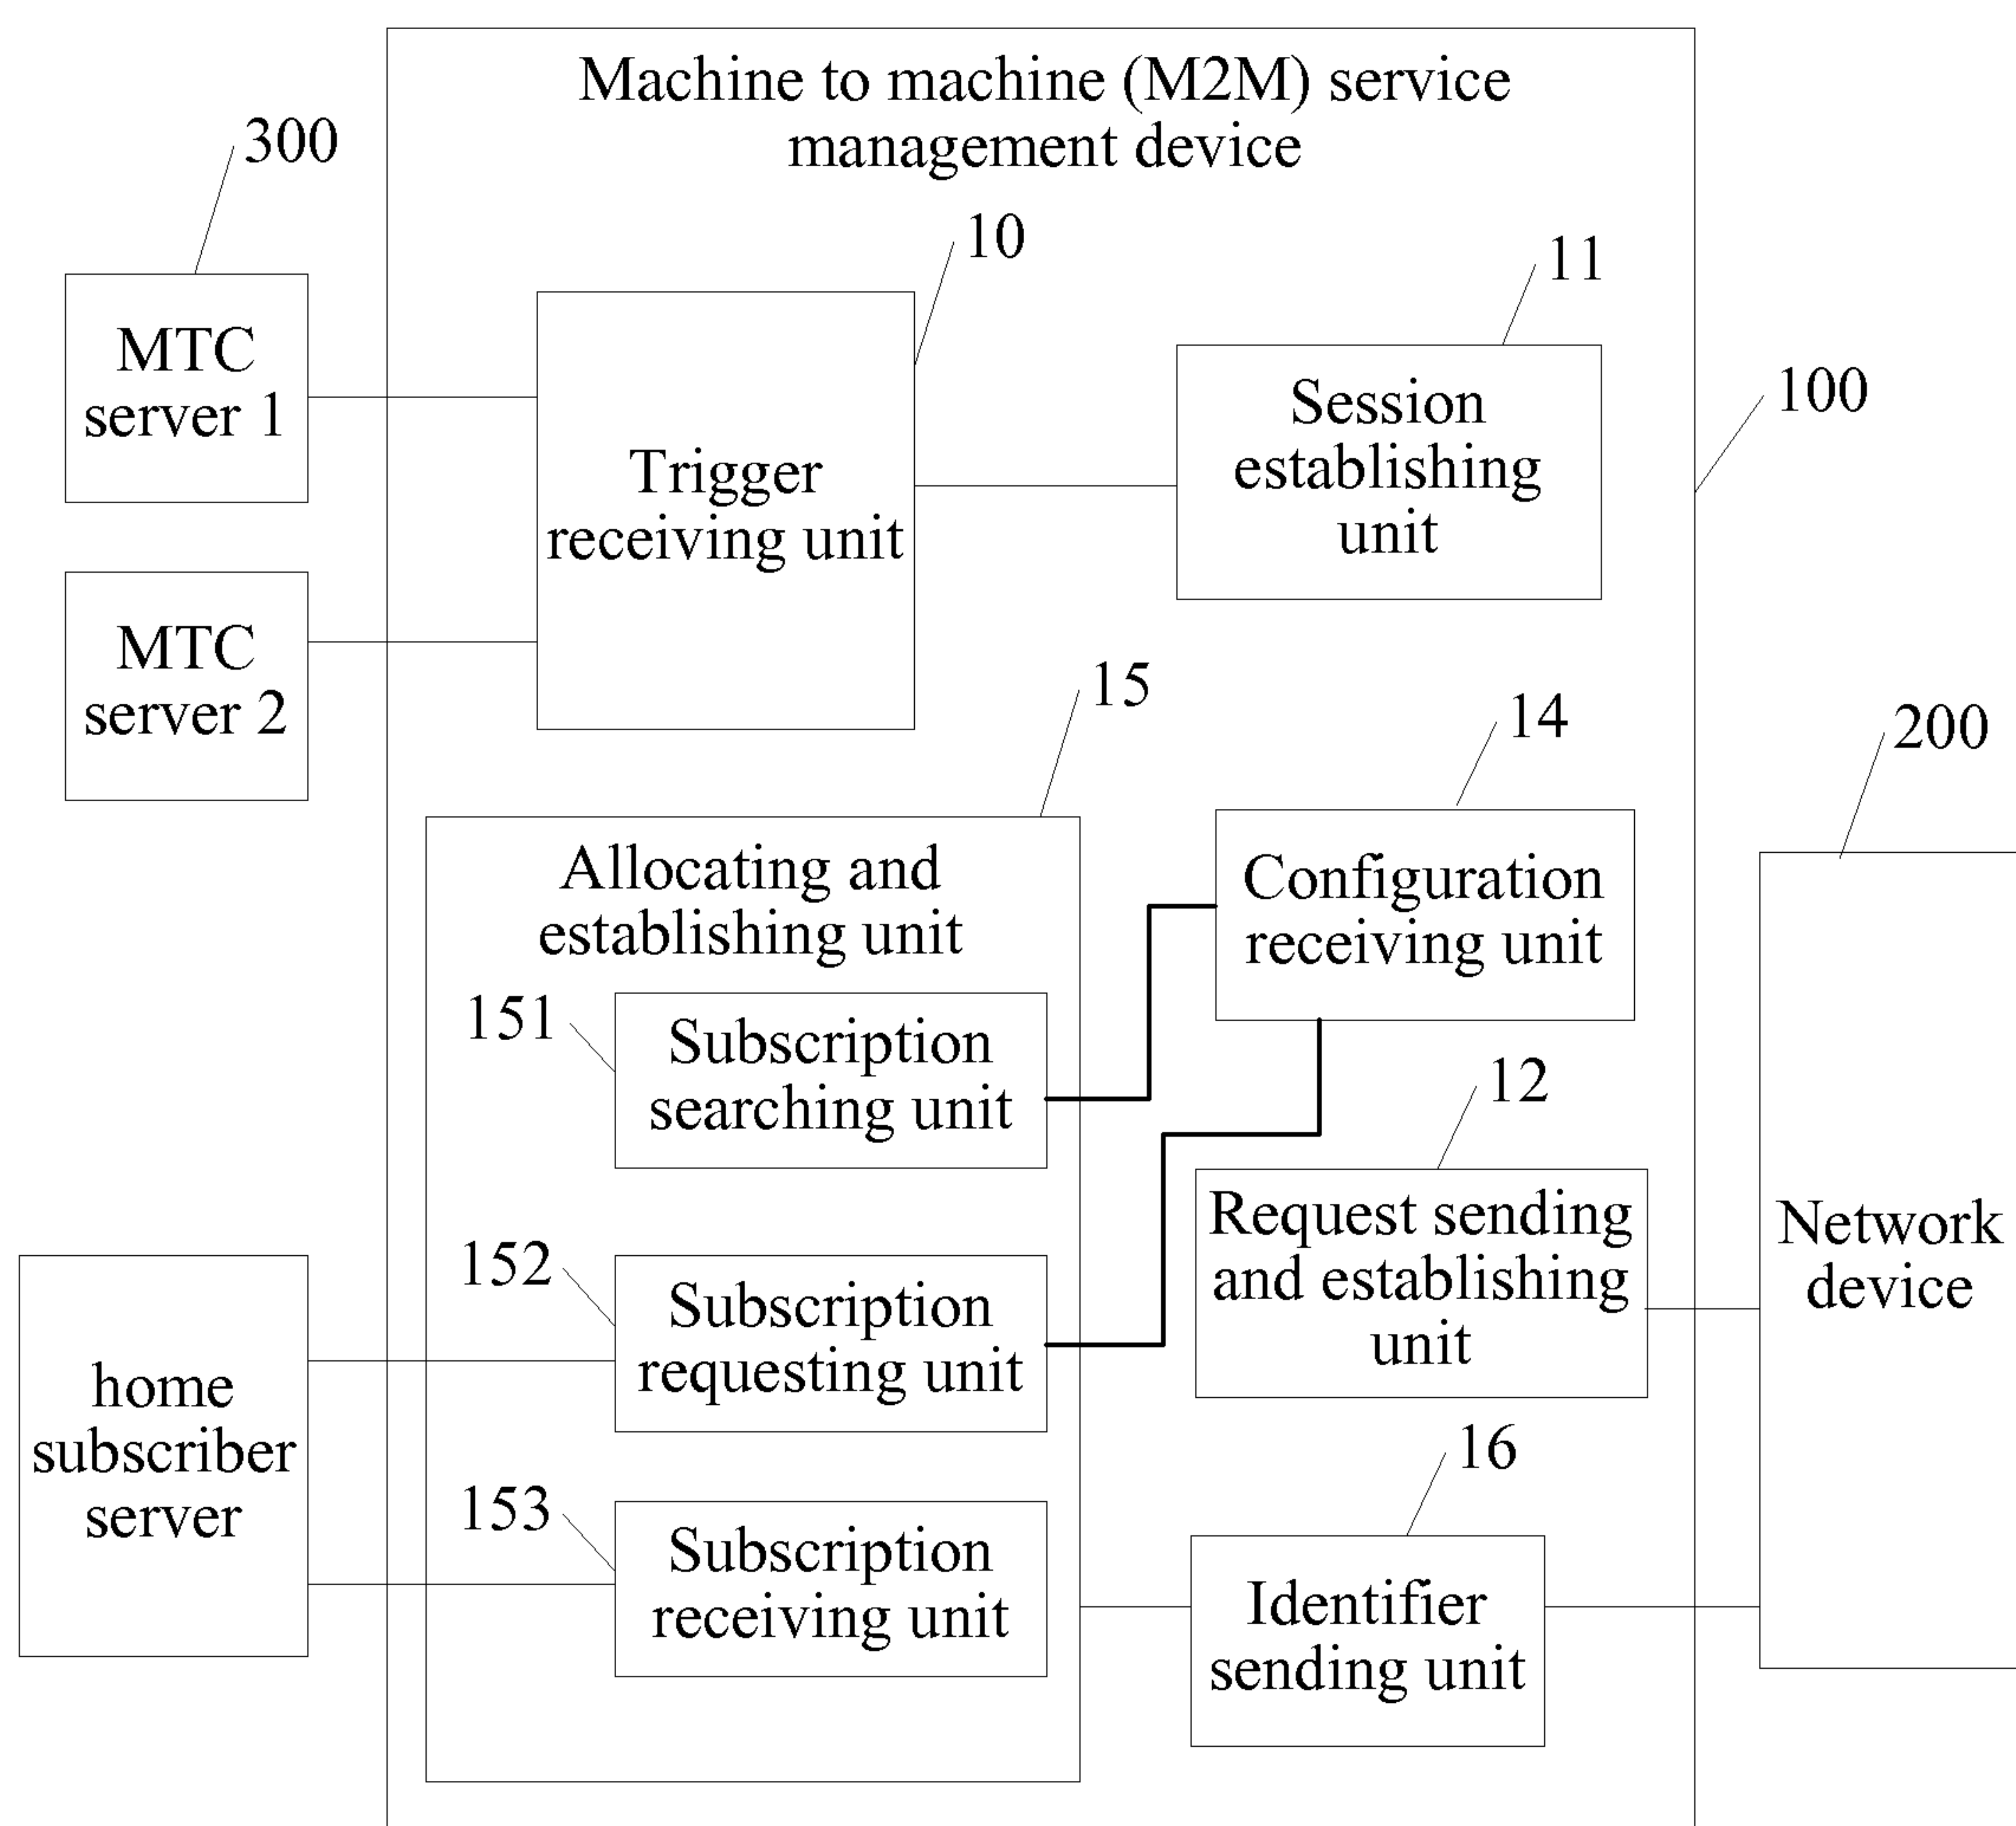 Machine to machine (M2M) service
management device
300
10
11
MTC
server 1
Session
establishing
unit
100
Trigger
receiving unit
MTC
server 2
15
14
200
Allocating and
establishing unit
Configuration
receiving unit
151
Subscription
searching unit
12
Request sending
and establishing
unit
Network
device
152
Subscription
requesting unit
home
subscriber
server
16
153
Subscription
receiving unit
Identifier
sending unit